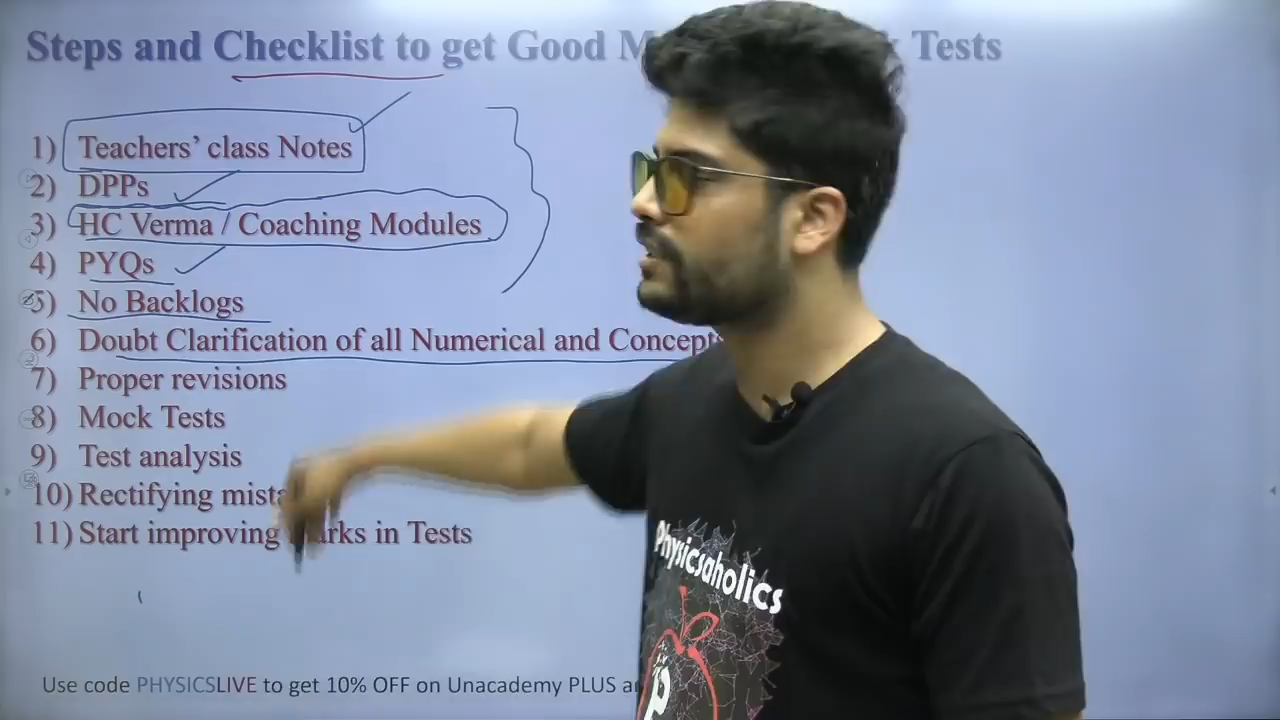 Steps and Checklist to get Good Tests
1) Teachers’ class Notes
2) DPPs
3) HC Verma / Coaching Modules
4) PYQs
5) No Backlogs
6) Doubt Clarification of all Numerical and Concepts
7) Proper revisions
8) Mock Tests
9) Test analysis
10) Rectifying
11) Start improving in Tests
Use code PHYSICSLIVE to get 10% OFF on Unacademy PLUS
Physicsaholics